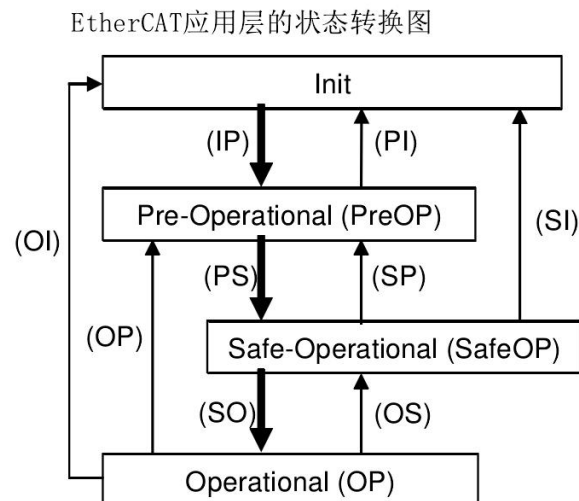 EtherCAT应用层的状态转换图
Init
(IP)
(PI)
Pre-Operational (PreOP)
(OI)
(SI)
(PS)
(SP)
(OP)
Safe-Operational (SafeOP)
(SO)
(OS)
Operational (OP)